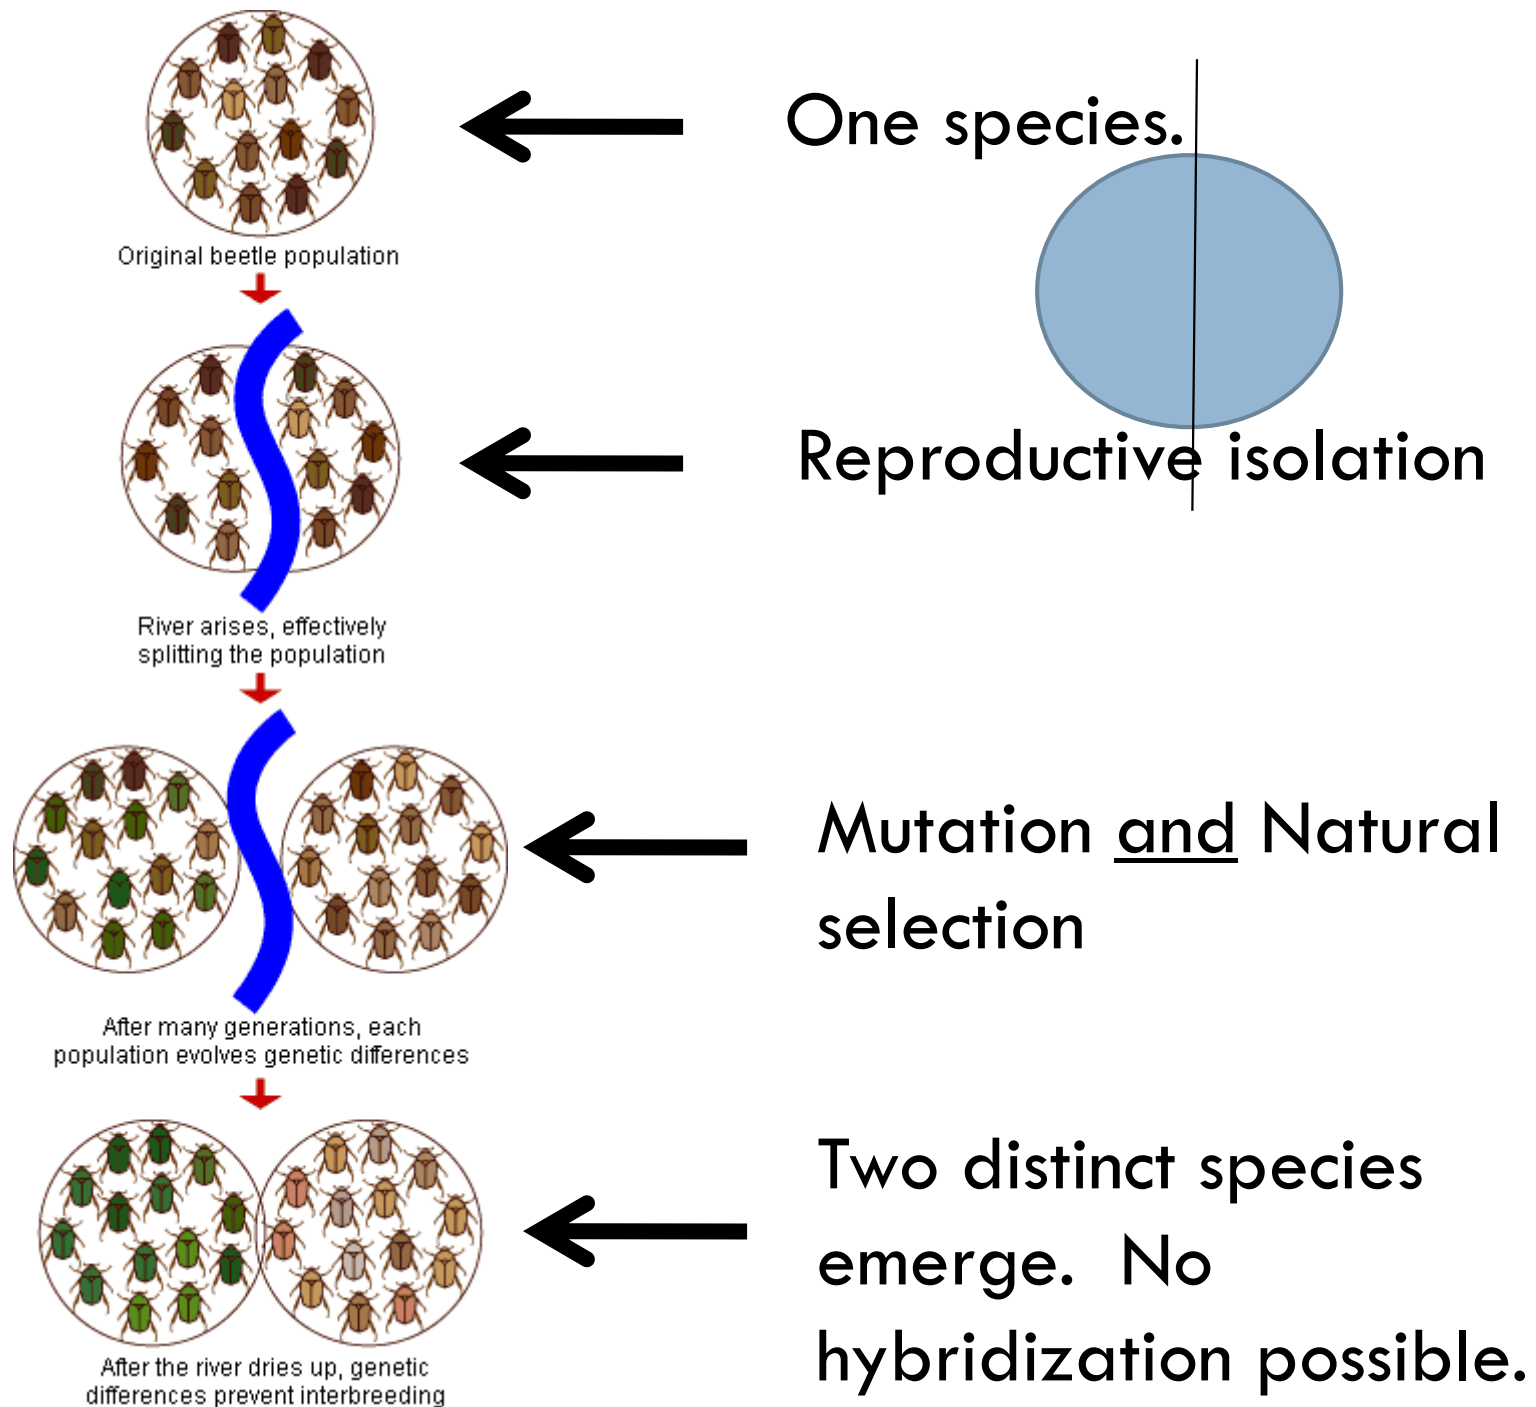 One species.
Original beetle population
Reproductive isolation
River arises, effectively
splitting the population
Mutation and Natural
selection
After many generations, each
population evolves genetic differences
Two distinct species
emerge. No
hybridization possible.
After the river dries up, genetic
differences prevent interbreeding